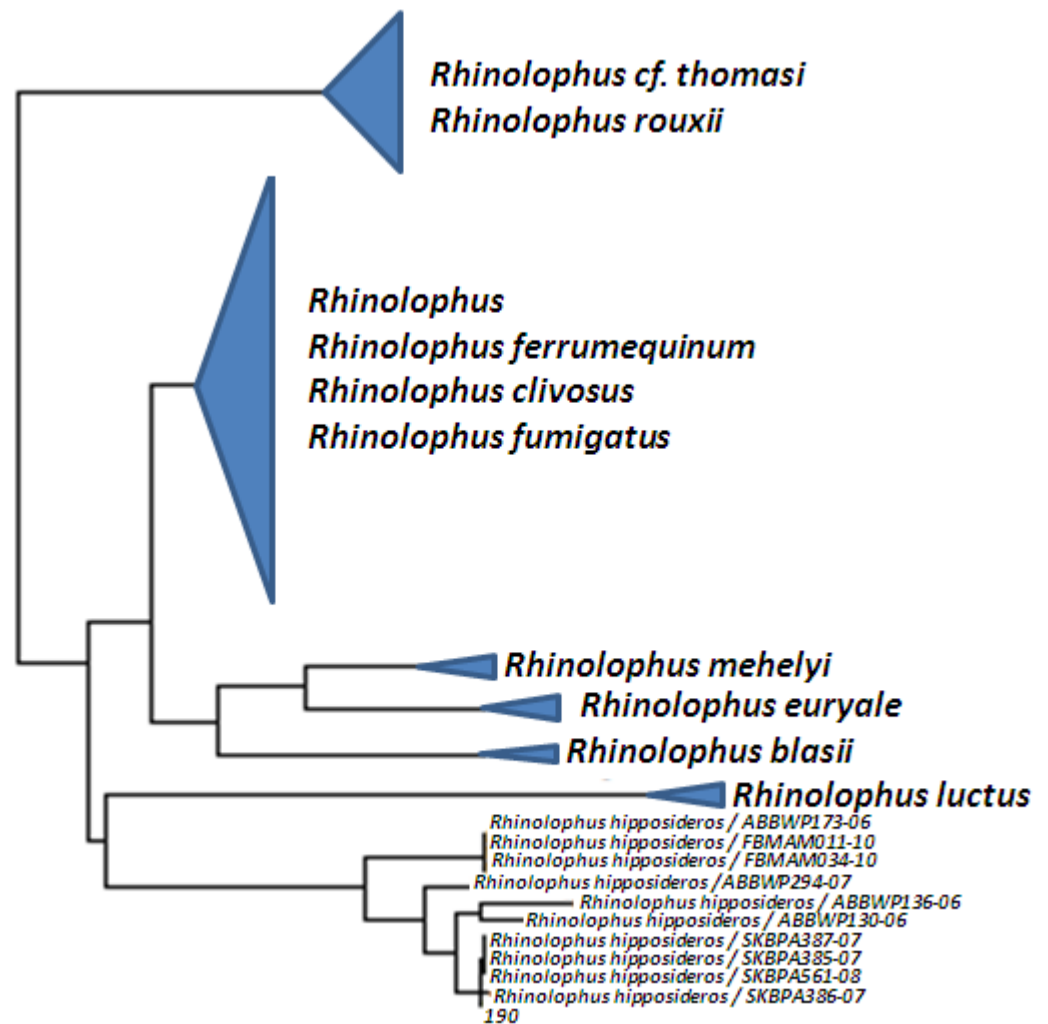 Rhinolophus cf. thomasi
Rhinolophus rouxii
Rhinolophus
Rhinolophus ferrumequinum
Rhinolophus clivosus
Rhinolophus fumigatus
Rhinolophus mehelyi
Rhinolophus euryale
Rhinolophus blasii
Rhinolophus luctus
Rhinolophus hipposideros / ABBWP173-06
Rhinolophus hipposideros / FBMAM011-10
Rhinolophus hipposideros / FBMAM034-10
Rhinolophus hipposideros /ABBWP294-07
Rhinolophus hipposideros / ABBWP136-06
Rhinolophus hipposideros / ABBWP130-06
Rhinolophus hipposideros / SKBPA387-07
Rhinolophus hipposideros / SKBPA385-07
Rhinolophus hipposideros / SKBPA561-08
Rhinolophus hipposideros / SKBPA386-07
190